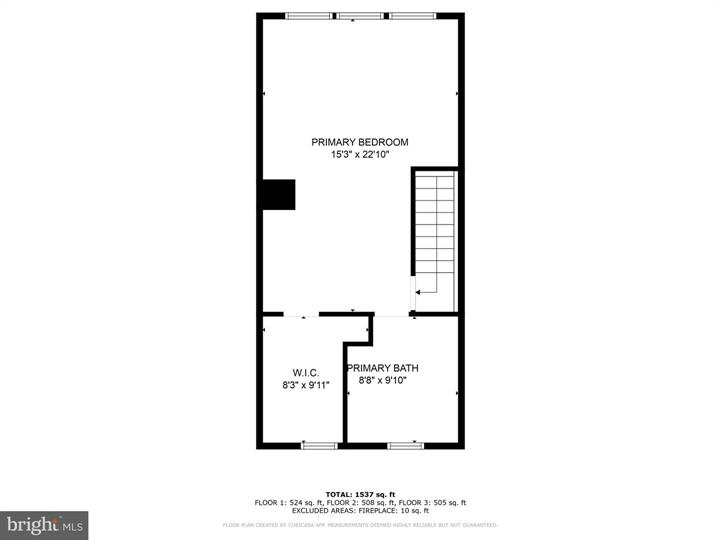 PRIMARY BEDROOM
15'3" x 22'10"
W.I.C.
8'3" x 9'11"
PRIMARY BATH
8'8" x 9'10"
TOTAL: 1537 sq. ft
FLOOR 1: 524 sq. ft, FLOOR 2: 508 sq. ft, FLOOR 3: 505 sq. ft
EXCLUDED AREAS: FIREPLACE: 10 sq. ft
FLOOR PLAN CREATED BY CUBICASA APP. MEASUREMENTS DEEMED HIGHLY RELIABLE BUT NOT GUARANTEED.
bright MLS